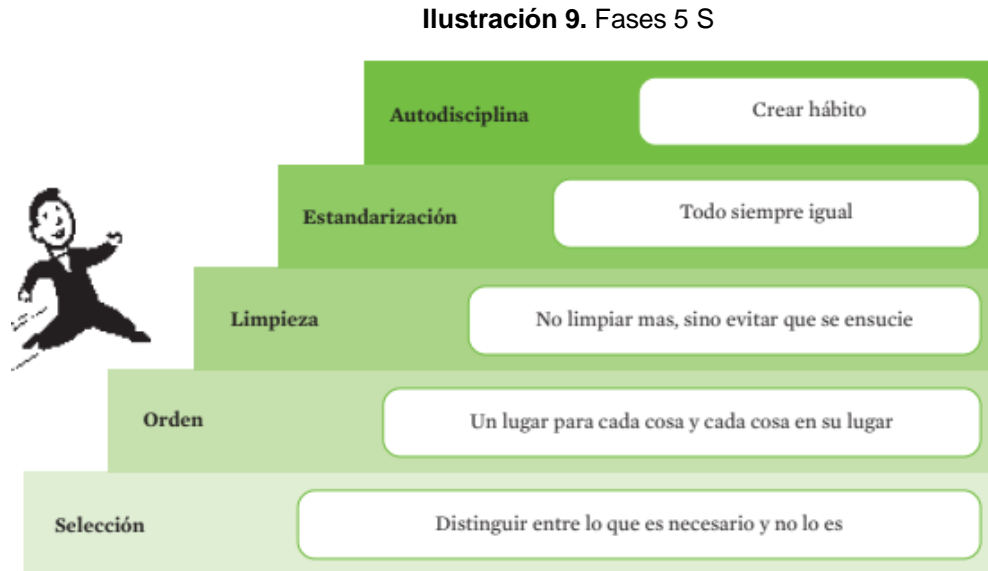 Ilustración 9. Fases 5 S
Autodisciplina
Crear hábito
Estandarización
Todo siempre igual
Limpieza
No limpiar mas, sino evitar que se ensucie
Orden
Un lugar para cada cosa y cada cosa en su lugar
Selección
Distinguir entre lo que es necesario y no lo es